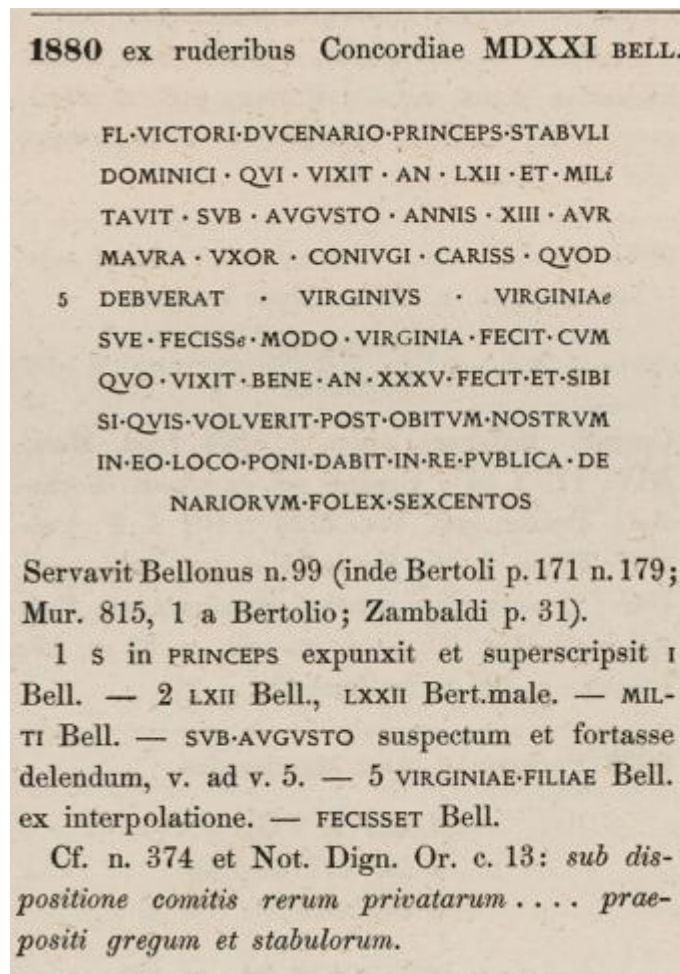 1880 ex ruderibus Concordiae MDXXI BELL.
FL·VICTORI·DVCENARIO·PRINCEPS·STABVLI
DOMINICI · QVI · VIXIT · AN · LXII · ET · MILi
TAVIT · SVB · AVGVSTO · ANNIS · XIII · AVR
MAVRA · VXOR · CONIVGI · CARISS · QVOD
5 DEBVERAT · VIRGINIVS · VIRGINIAe
SVE·FECISSe·MODO·VIRGINIA·FECIT·CVM
QVO·VIXIT·BENE·AN·XXXV·FECIT·ET·SIBI
SI·QVIS·VOLVERIT·POST·OBITVM·NOSTRVM
IN·EO·LOCO·PONI·DABIT·IN·RE·PVBLICA·DE
NARIORVM·FOLEX·SEXCENTOS
Servavit Bellonus n. 99 (inde Bertoli p. 171 n. 179;
Mur. 815, 1 a Bertolio; Zambaldi p. 31).
1 S in PRINCEPS expunxit et superscripsit I
Bell. — 2 LXII Bell., LXXII Bert. male. — MIL-
TI Bell. — SVB·AVGVSTO suspectum et fortasse
delendum, v. ad v. 5. — 5 VIRGINIAE·FILIAE Bell.
ex interpolatione. — FECISSET Bell.
Cf. n. 374 et Not. Dign. Or. c. 13: sub dis-
positione comitis rerum privatarum .... prae-
positi gregum et stabulorum.